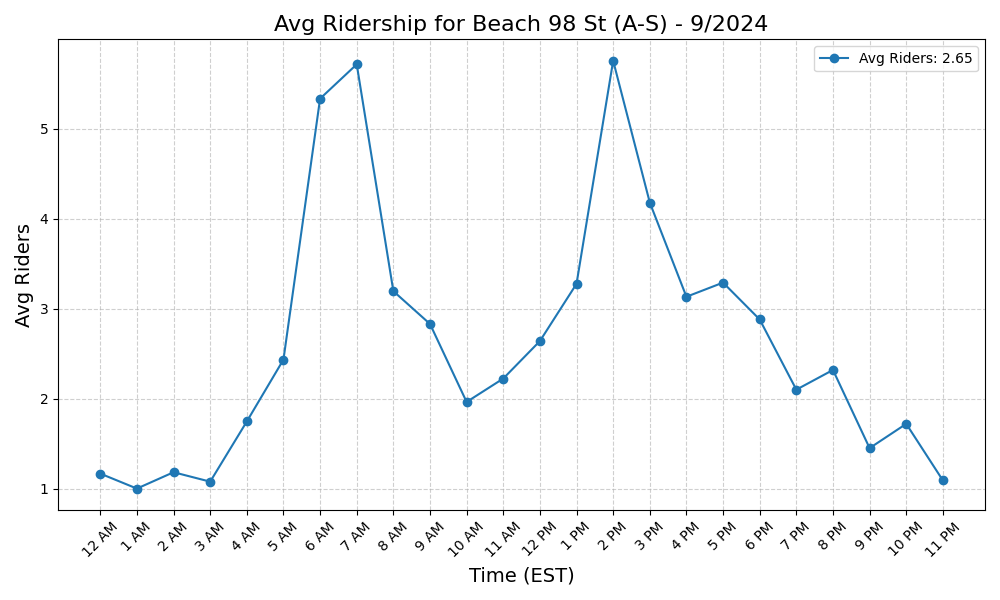 Avg Ridership for Beach 98 St (A-S) - 9/2024
Avg Riders: 2.65
Avg Riders
5
4
3
2
1
12 AM
1 AM
2 AM
3 AM
4 AM
5 AM
6 AM
7 AM
8 AM
9 AM
10 AM
11 AM
12 PM
1 PM
2 PM
3 PM
4 PM
5 PM
6 PM
7 PM
8 PM
9 PM
10 PM
11 PM
Time (EST)